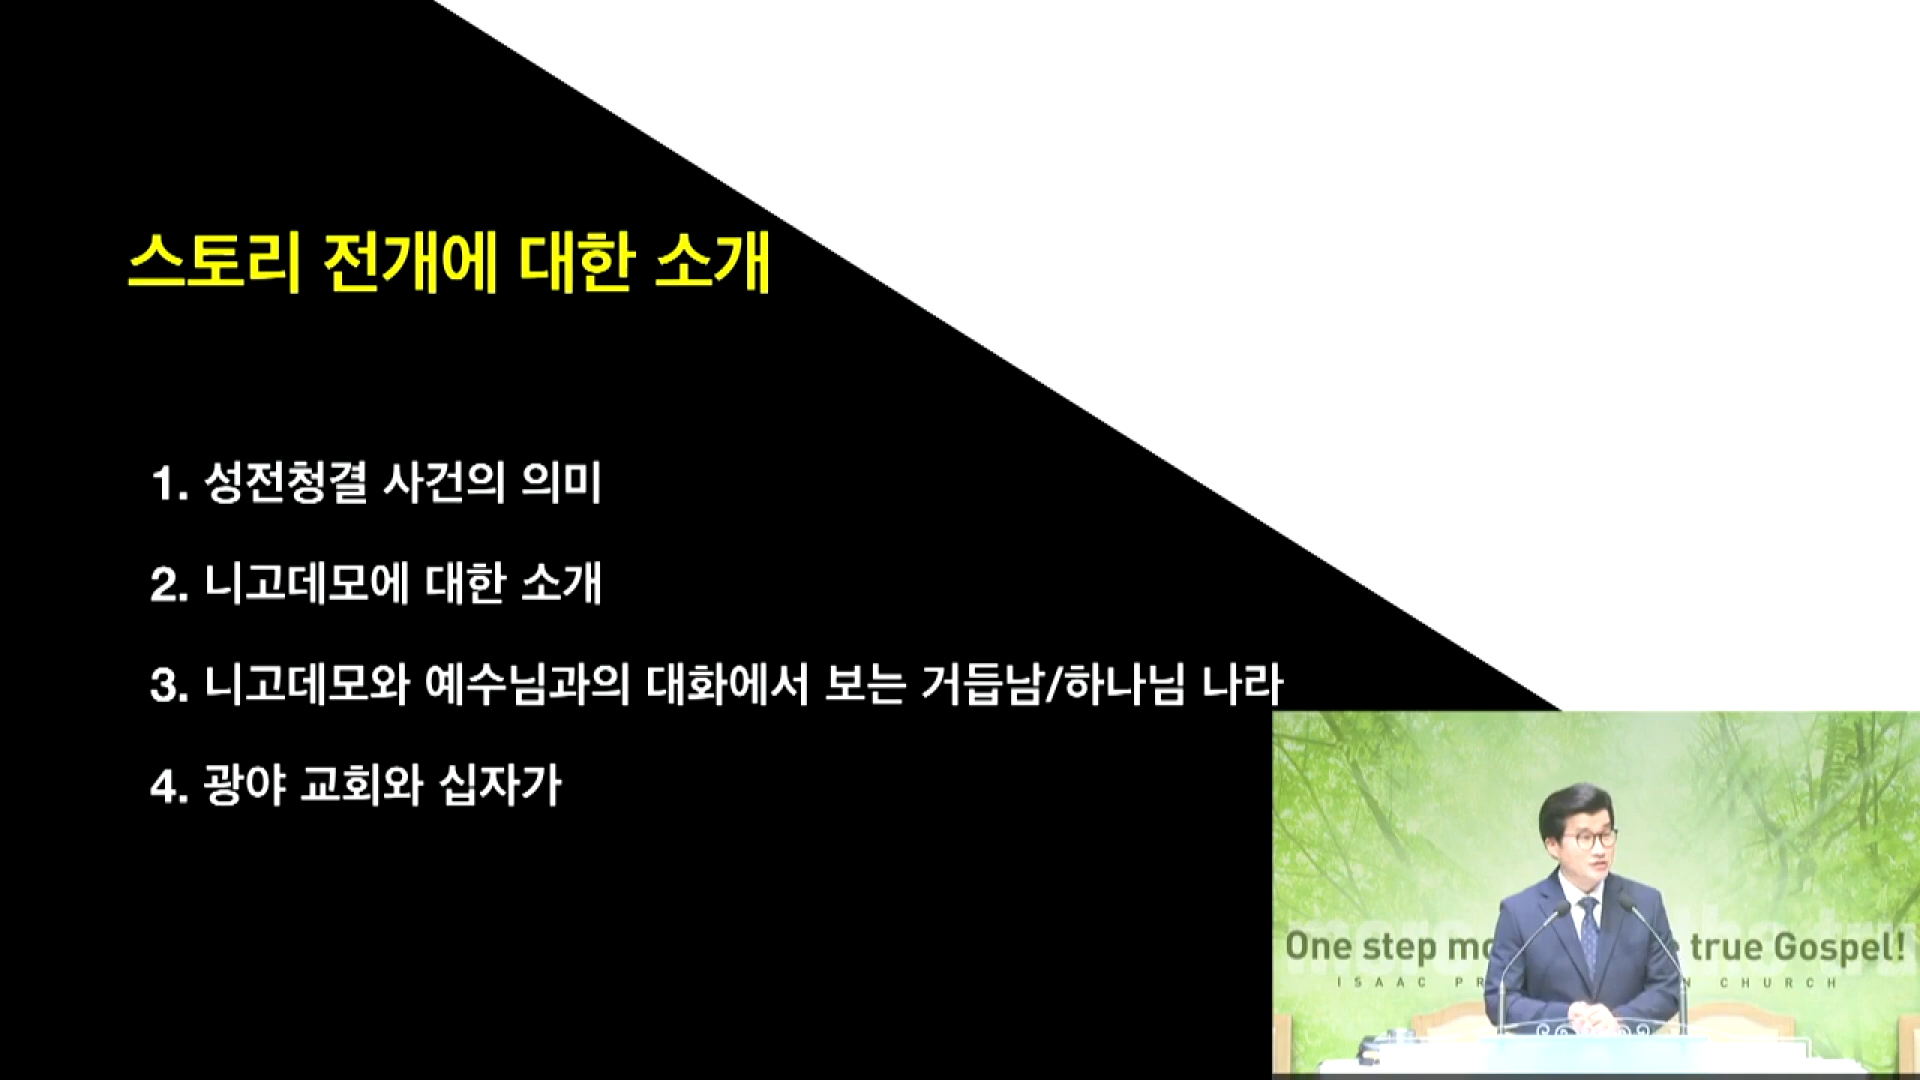 스토리 전개에 대한 소개
1. 성전청결 사건의 의미
2. 니고데모에 대한 소개
3. 니고데모와 예수님과의 대화에서 보는 거듭남/하나님 나라
4. 광야 교회와 십자가
One step true Gospel!
ISAAC CHURCH